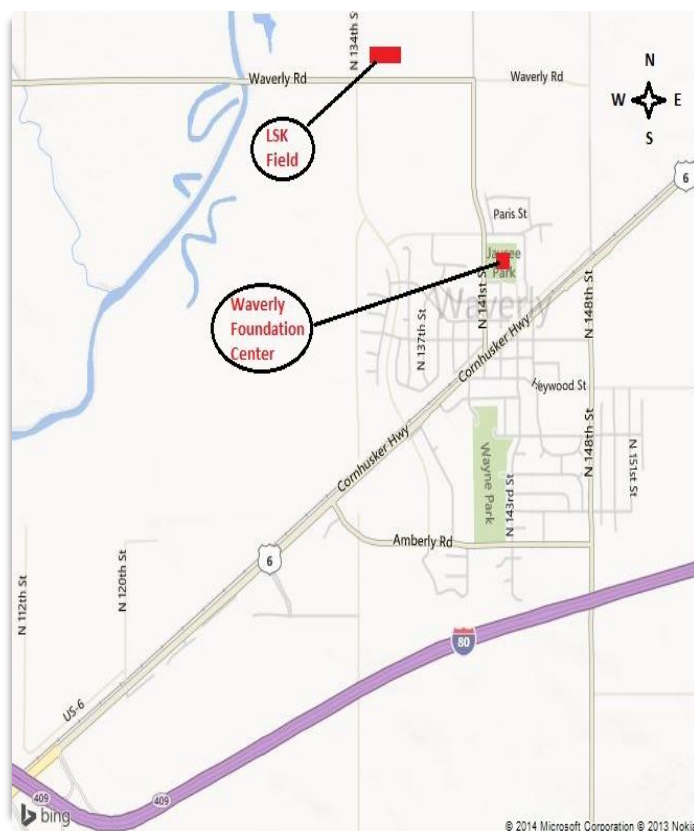 N 134th S
Waverly Rd
Waverly Rd
N
W
E
S
LSK
Field
6
Paris St
Jaycee
Park
Waverly
Foundation
Center
Waverly
N 141st S
N 148th St
N 137th St
Cornhusker Hwy
Heywood St
N 148th St
N 151st St
Wayne Park
N 143rd St
Cornhusker Hwy
Amberly Rd
6
N 112th St
N 120th St
80
US-6
409
409
bing
© 2014 Microsoft Corporation © 2013 Nokia